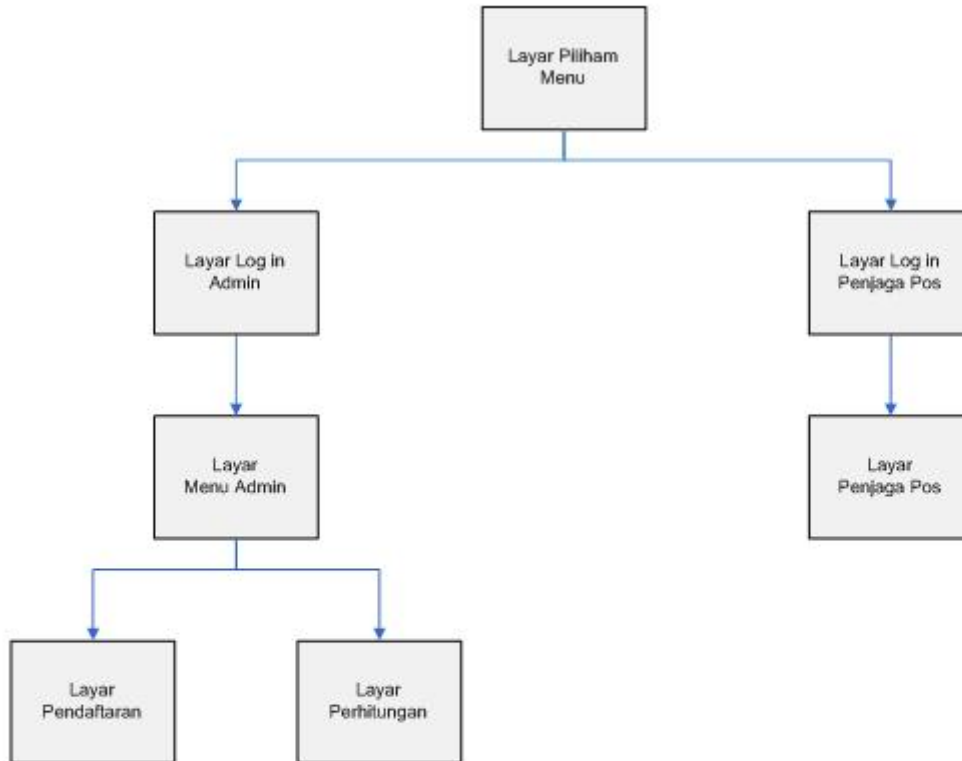 Layar Piliham
Menu
Layar Log in
Admin
Layar Log in
Penjaga Pos
Layar
Menu Admin
Layar
Penjaga Pos
Layar
Pendaftaran
Layar
Perhitungan